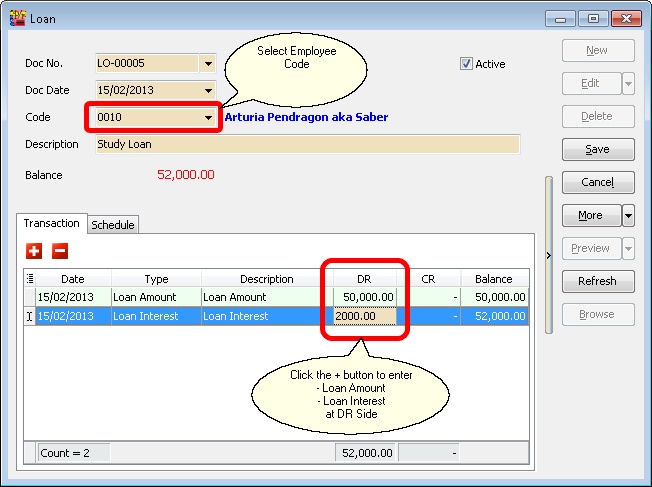 Loan
Doc No. LO-00005
Select Employee
Code
Active
New
Doc Date 15/02/2013
Edit
Code 0010 Arturia Pendragon aka Saber
Delete
Description Study Loan
Save
Balance 52,000.00
Cancel
More
Transaction Schedule
Preview
Refresh
Browse
Date Type Description DR CR Balance
15/02/2013 Loan Amount Loan Amount 50,000.00 - 50,000.00
15/02/2013 Loan Interest Loan Interest 2000.00 - 52,000.00
Click the + button to enter
- Loan Amount
- Loan Interest
at DR Side
Count = 2 52,000.00 -